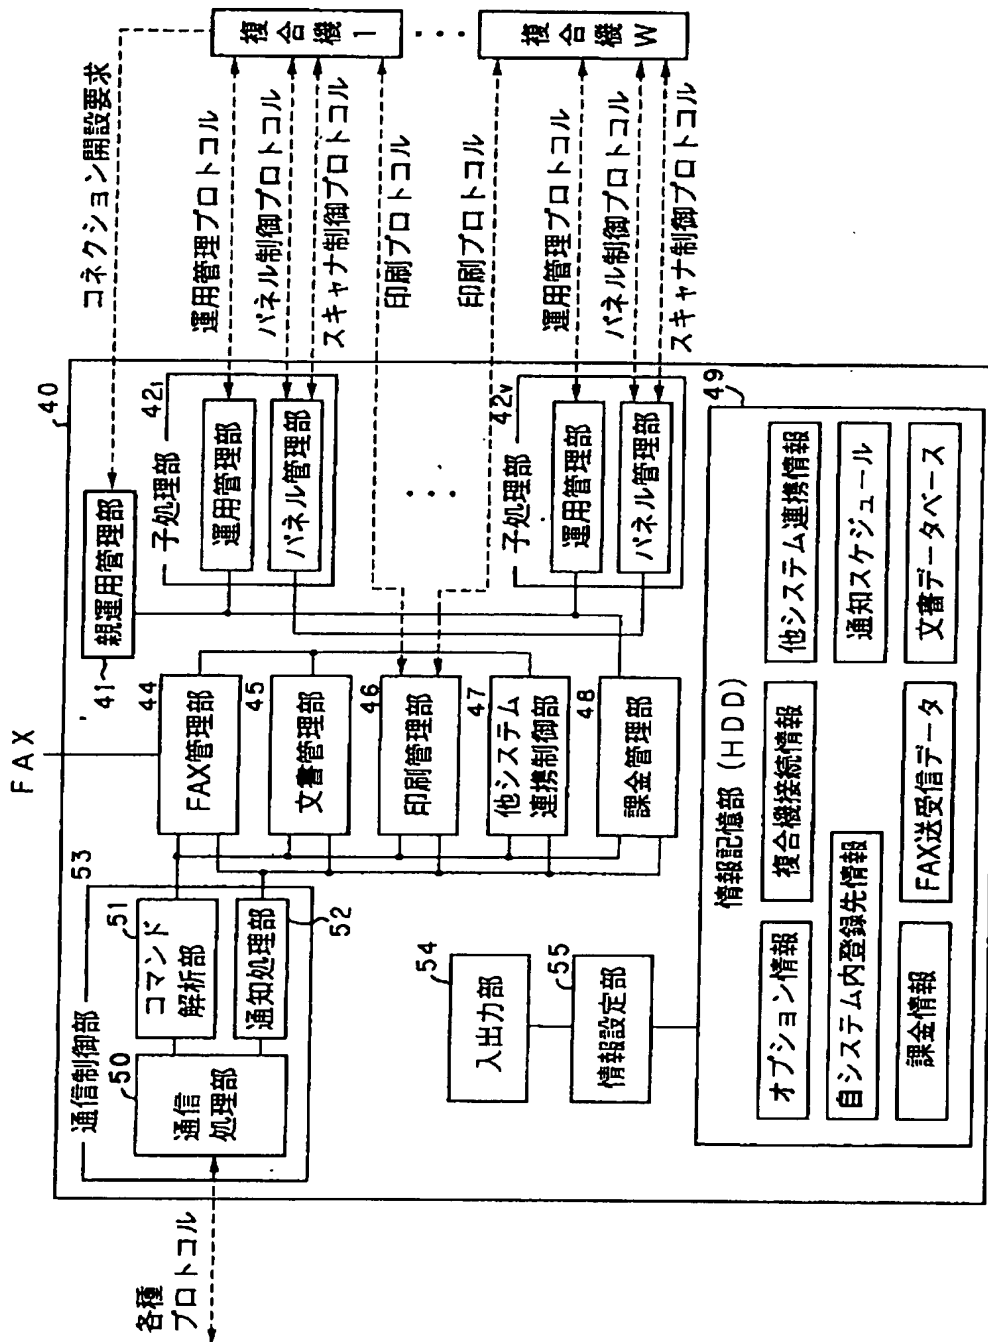 FAX
40
親運用管理部
41
コネクション開設要求
複合機1
複合機W
子処理部
42₁
運用管理部
パネル管理部
運用管理プロトコル
パネル制御プロトコル
スキャナ制御プロトコル
印刷プロトコル
印刷プロトコル
運用管理プロトコル
パネル制御プロトコル
スキャナ制御プロトコル
子処理部
42v
運用管理部
パネル管理部
FAX管理部
44
文書管理部
45
印刷管理部
46
他システム
連携制御部
47
課金管理部
48
通信制御部
53
通信
処理部
50
コマンド
解析部
51
通知処理部
52
各種
プロトコル
入出力部
54
情報設定部
55
49
情報記憶部(HDD)
オプション情報
複合機接続情報
他システム連携情報
自システム内登録先情報
通知スケジュール
課金情報
FAX送受信データ
文書データベース